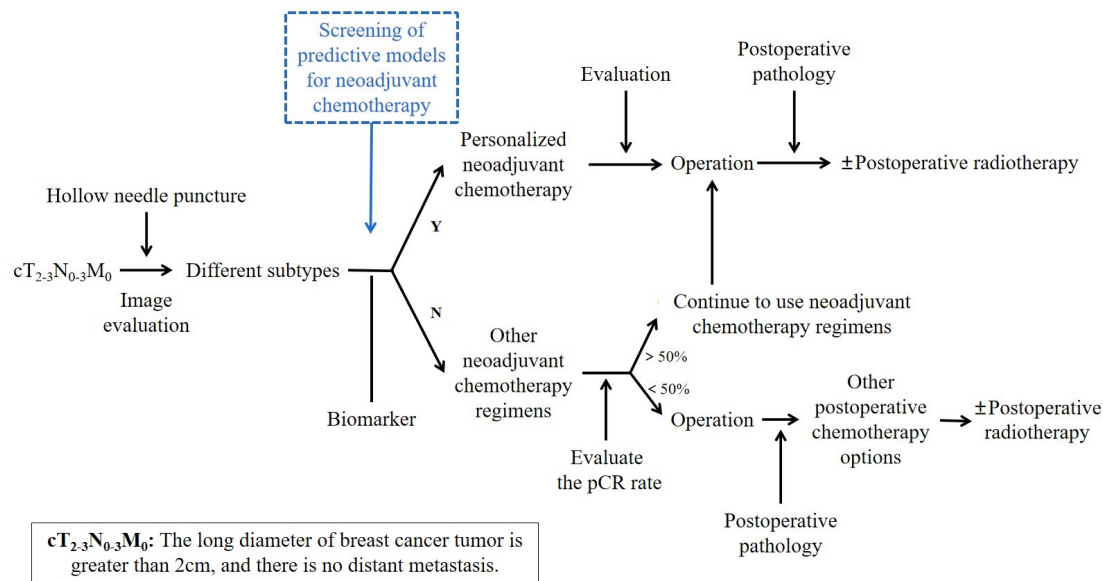 Screening of
predictive models
for neoadjuvant
chemotherapy
Evaluation
Postoperative
pathology
Personalized
neoadjuvant
chemotherapy
Operation
±Postoperative radiotherapy
Hollow needle puncture
Y
cT₂₋₃N₀₋₃M₀
Different subtypes
Image
evaluation
N
Continue to use neoadjuvant
chemotherapy regimens
Other
neoadjuvant
chemotherapy
regimens
> 50%
< 50%
Biomarker
Operation
Other
postoperative
chemotherapy
options
±Postoperative
radiotherapy
Evaluate
the pCR rate
Postoperative
pathology
cT₂₋₃N₀₋₃M₀: The long diameter of breast cancer tumor is
greater than 2cm, and there is no distant metastasis.